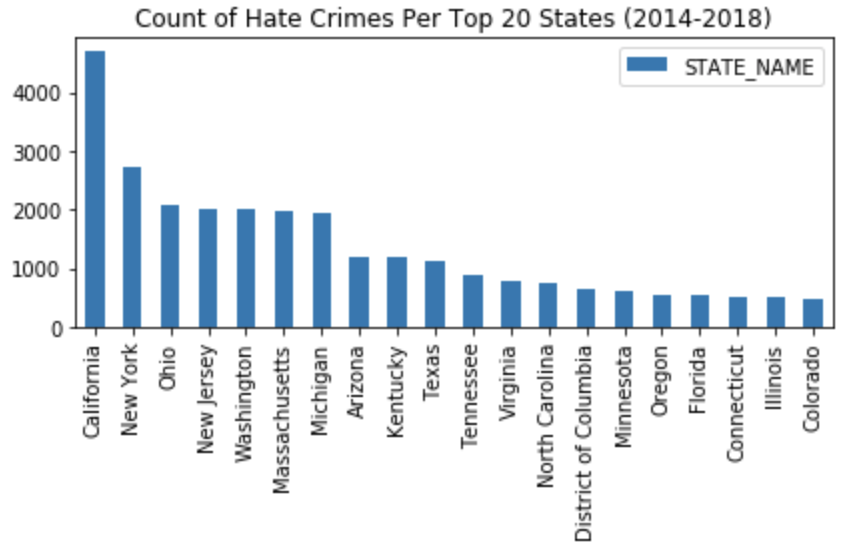 Count of Hate Crimes Per Top 20 States (2014-2018)
STATE_NAME
4000
3000
2000
1000
0
California
New York
Ohio
New Jersey
Washington
Massachusetts
Michigan
Arizona
Kentucky
Texas
Tennessee
Virginia
North Carolina
District of Columbia
Minnesota
Oregon
Florida
Connecticut
Illinois
Colorado